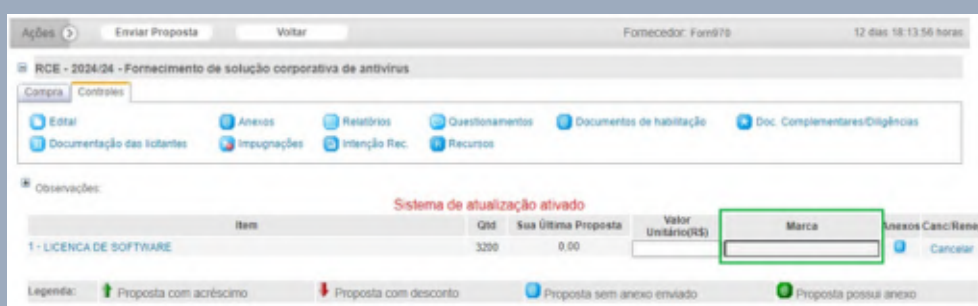 Ações Enviar Proposta Voltar Fornecedor: Forn970 12 dias 18:13:56 horas
RCE - 2024/24 - Fornecimento de solução corporativa de antivirus
Compra Controles
Edital Anexos Relatórios Questionamentos Documentos de habilitação Doc. Complementares/Diligências
Documentação das licitantes Impugnações Intenção Rec. Recursos
Observações:
Sistema de atualização ativado
Item Qtd Sua Última Proposta Valor Unitário(R$) Marca Anexos Canc/Rene
1 - LICENCA DE SOFTWARE 3200 0,00 Cancelar
Legenda: Proposta com acréscimo Proposta com desconto Proposta sem anexo enviado Proposta possui anexo